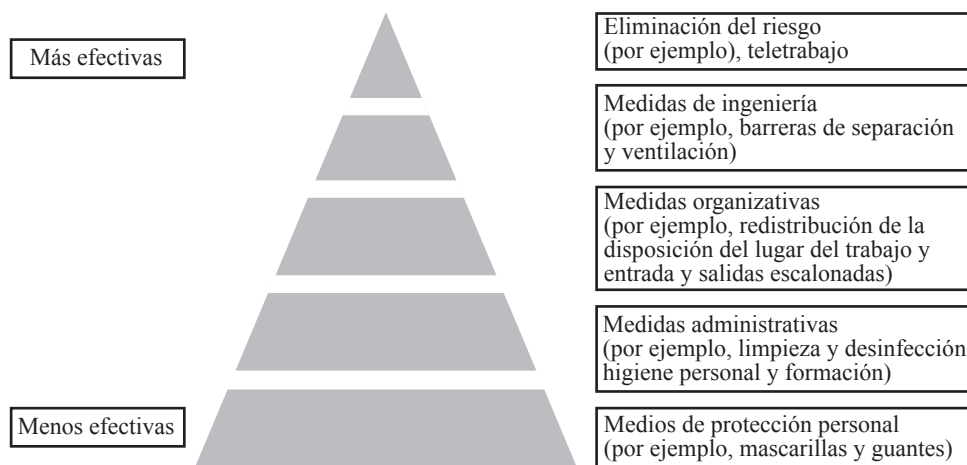 Más efectivas
Eliminación del riesgo
(por ejemplo), teletrabajo
Medidas de ingeniería
(por ejemplo, barreras de separación
y ventilación)
Medidas organizativas
(por ejemplo, redistribución de la
disposición del lugar del trabajo y
entrada y salidas escalonadas)
Medidas administrativas
(por ejemplo, limpieza y desinfección
higiene personal y formación)
Menos efectivas
Medios de protección personal
(por ejemplo, mascarillas y guantes)